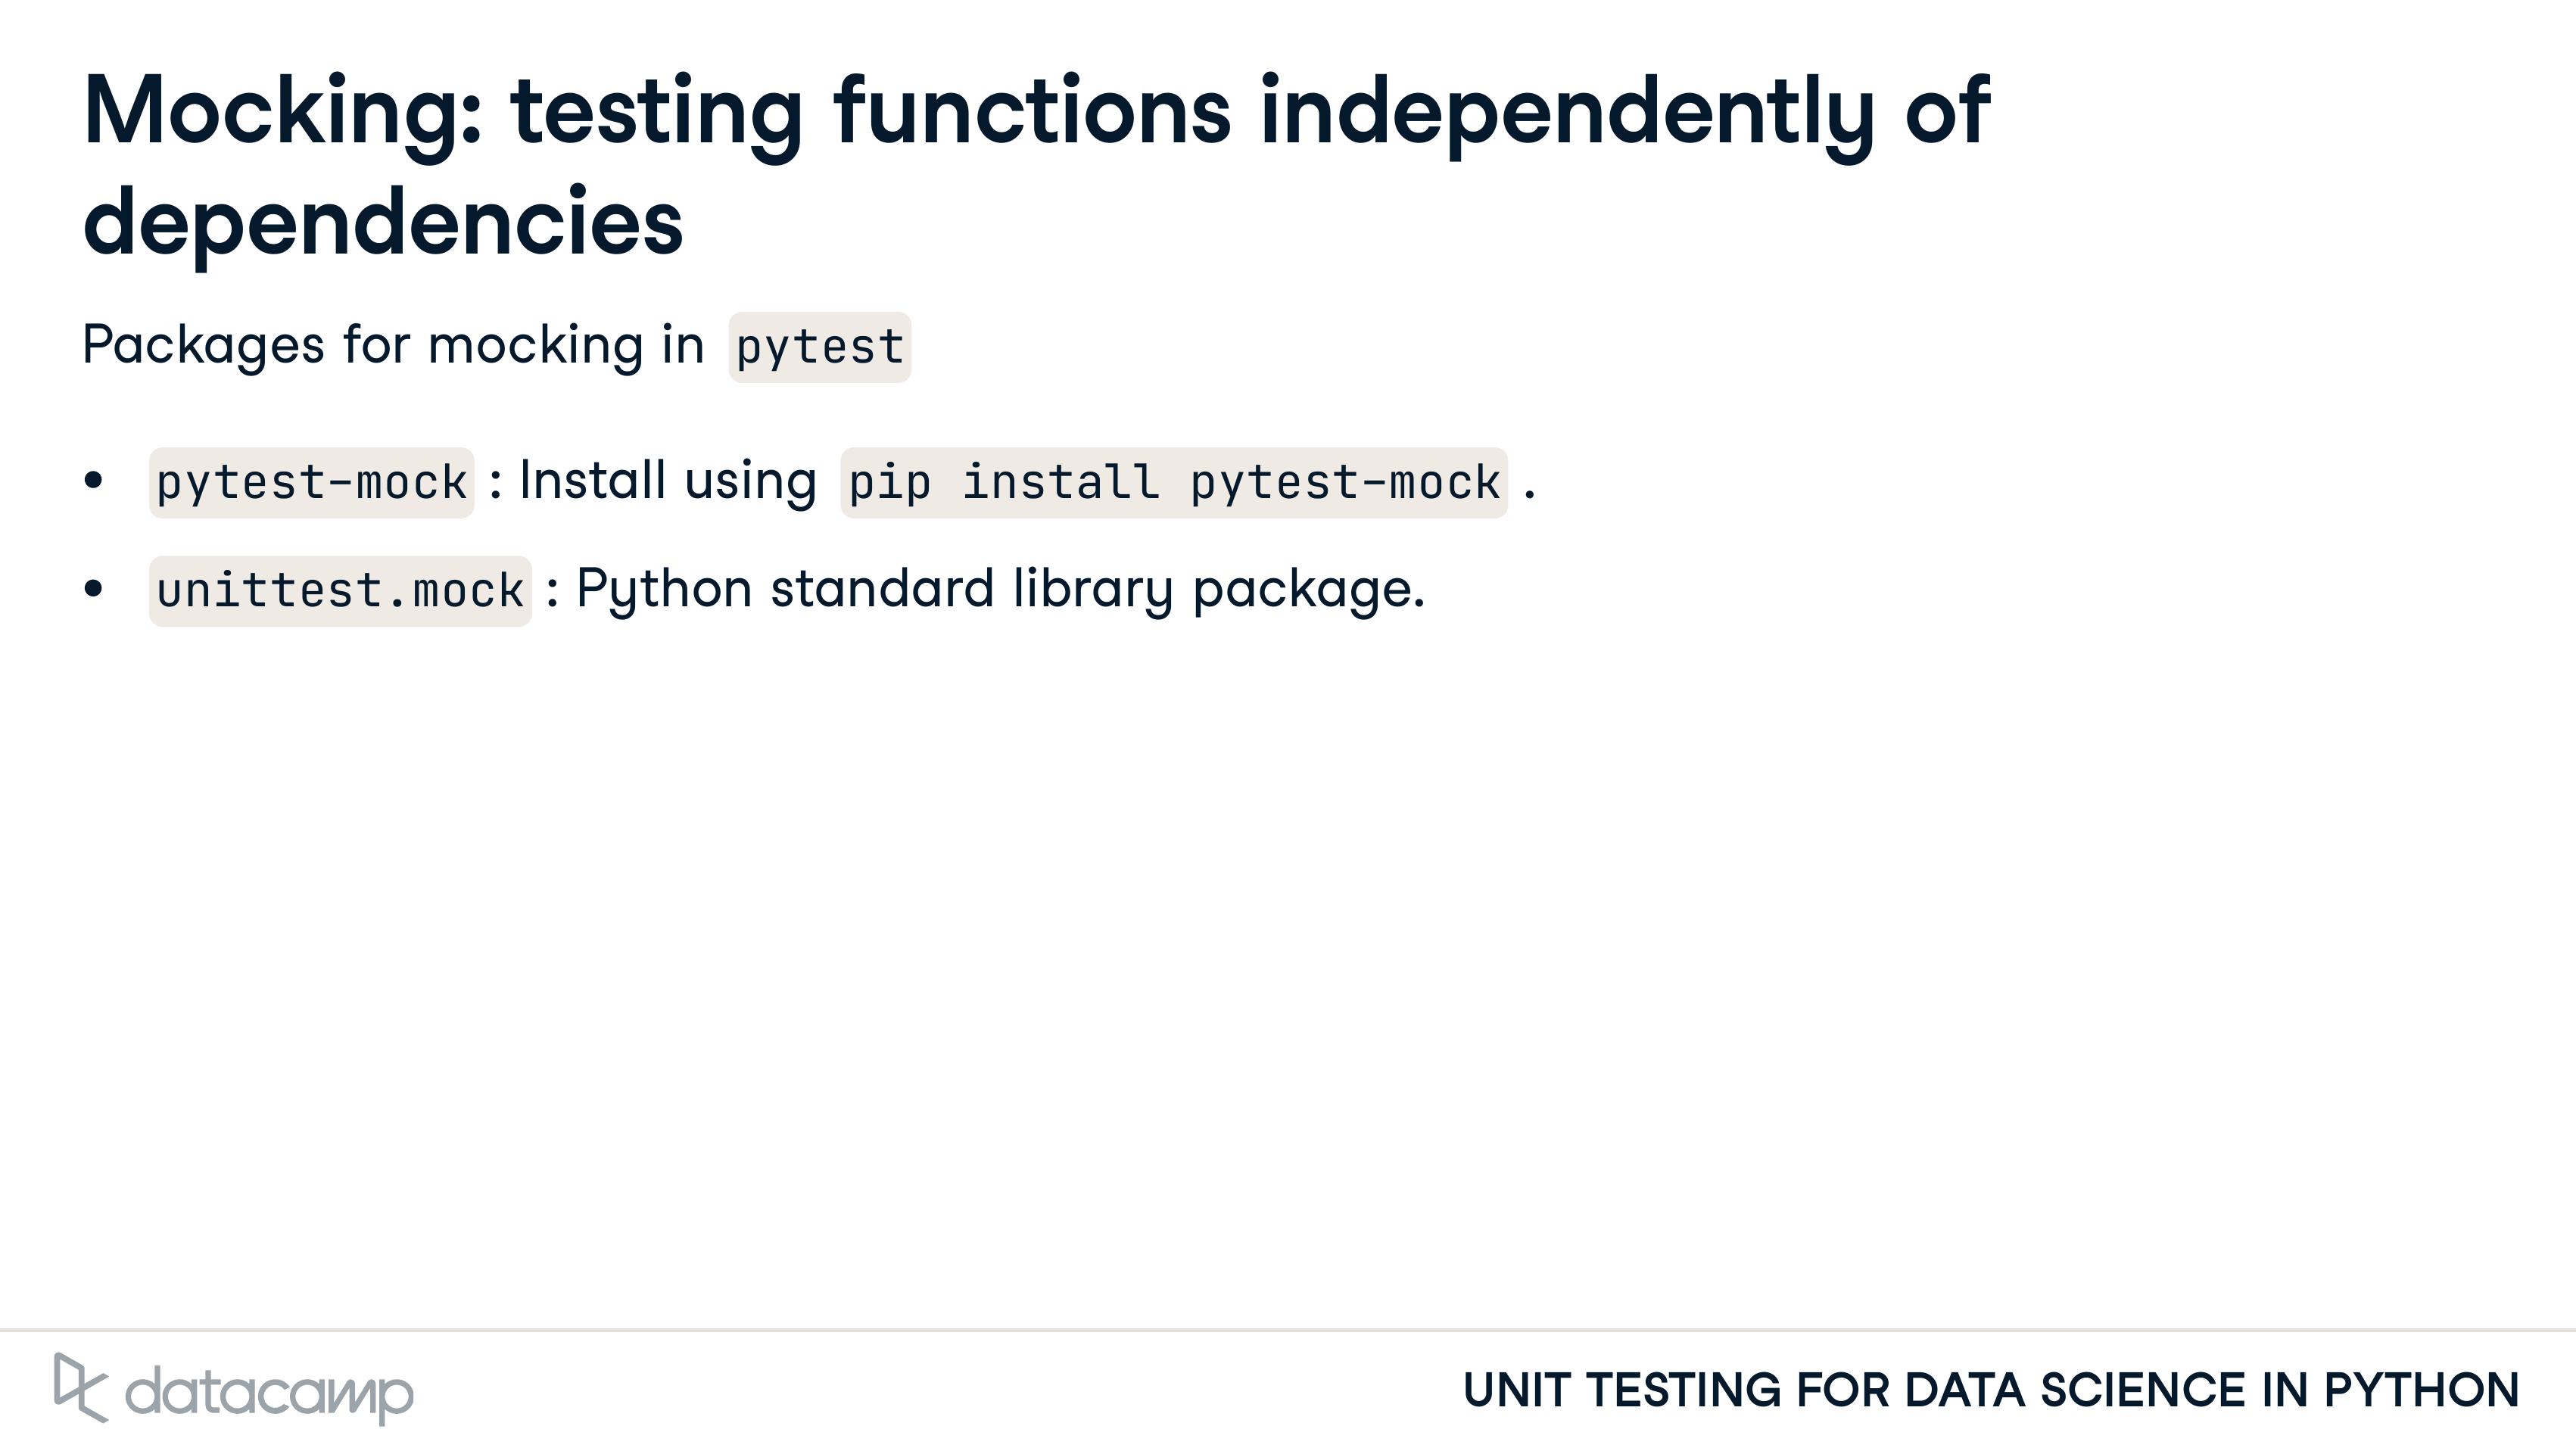 Mocking: testing functions independently of
dependencies
Packages for mocking in pytest
• pytest-mock : Install using pip install pytest-mock .
• unittest.mock : Python standard library package.
datacamp
UNIT TESTING FOR DATA SCIENCE IN PYTHON